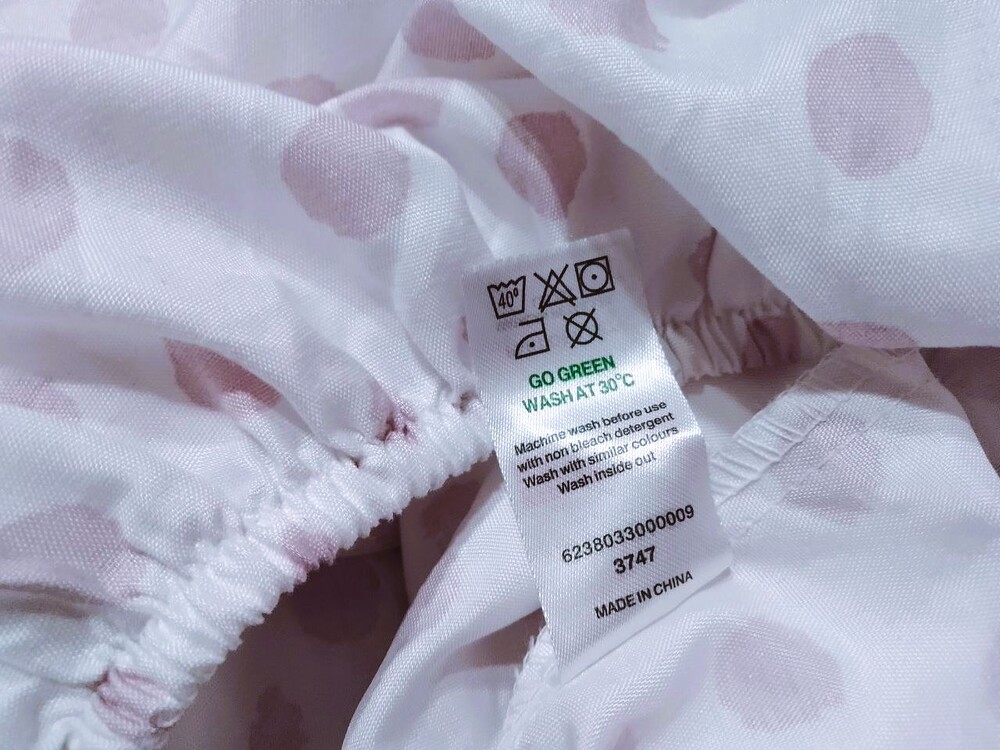 40°
GO GREEN
WASH AT 30°C
Machine wash before use
with non bleach detergent
Wash with similar colours
Wash inside out
6238033000009
3747
MADE IN CHINA